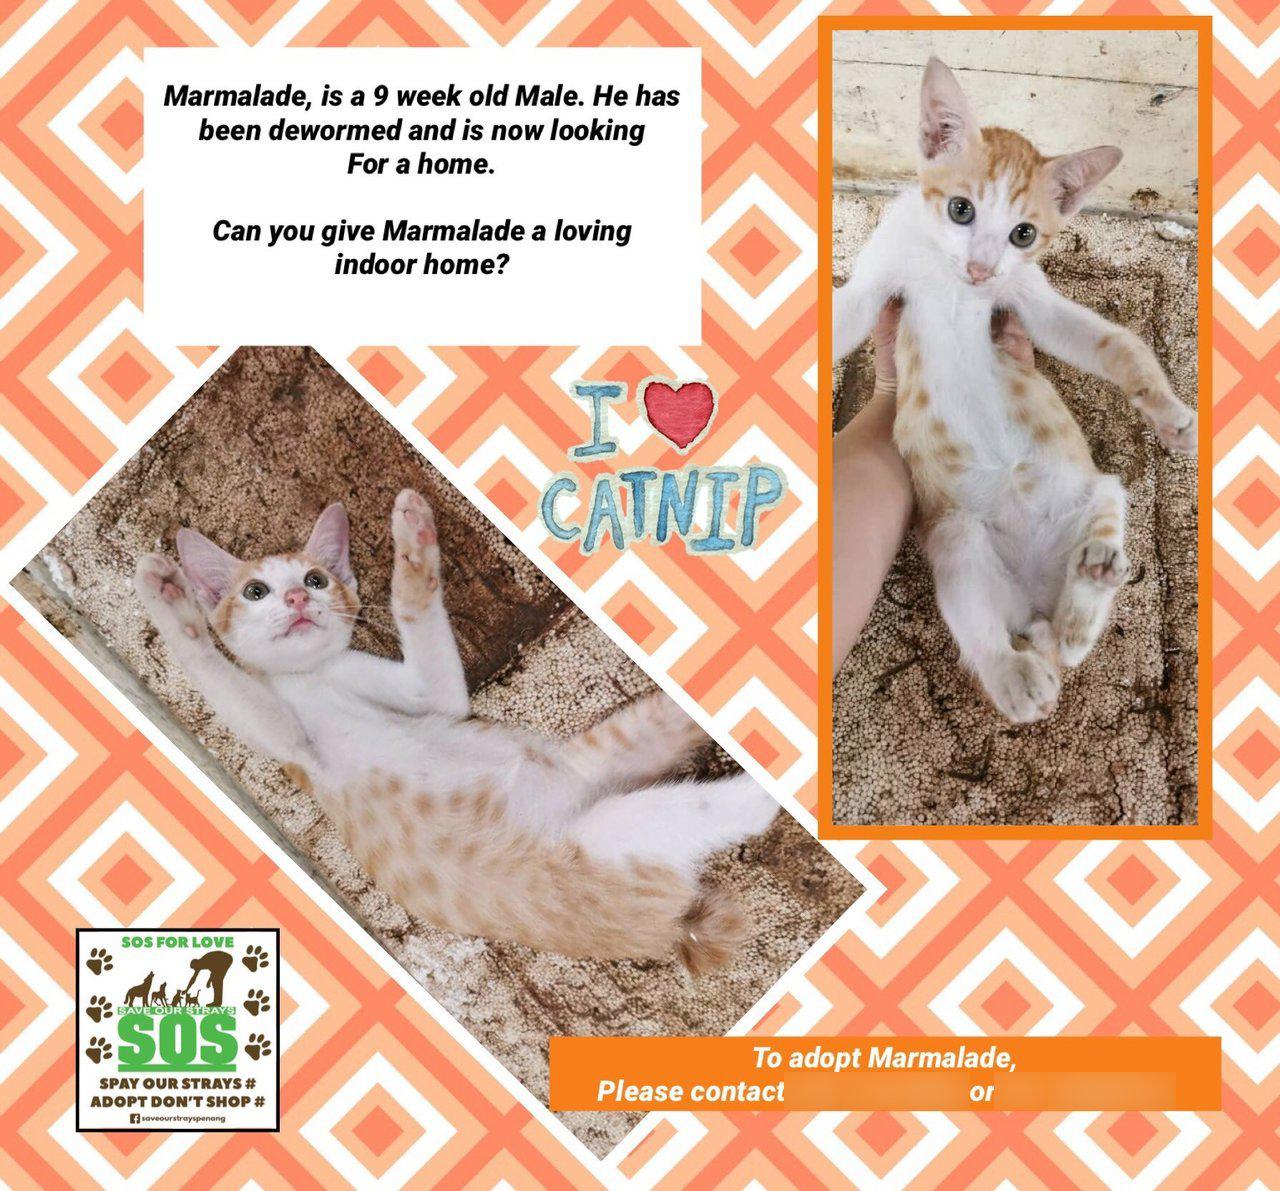 Marmalade, is a 9 week old Male. He has
been dewormed and is now looking
For a home.
Can you give Marmalade a loving
indoor home?
I
CATNIP
SOS FOR LOVE
SAVE OUR STRAYS
SOS
SPAY OUR STRAYS #
ADOPT DON'T SHOP #
saveourstrayspenang
To adopt Marmalade,
Please contact or